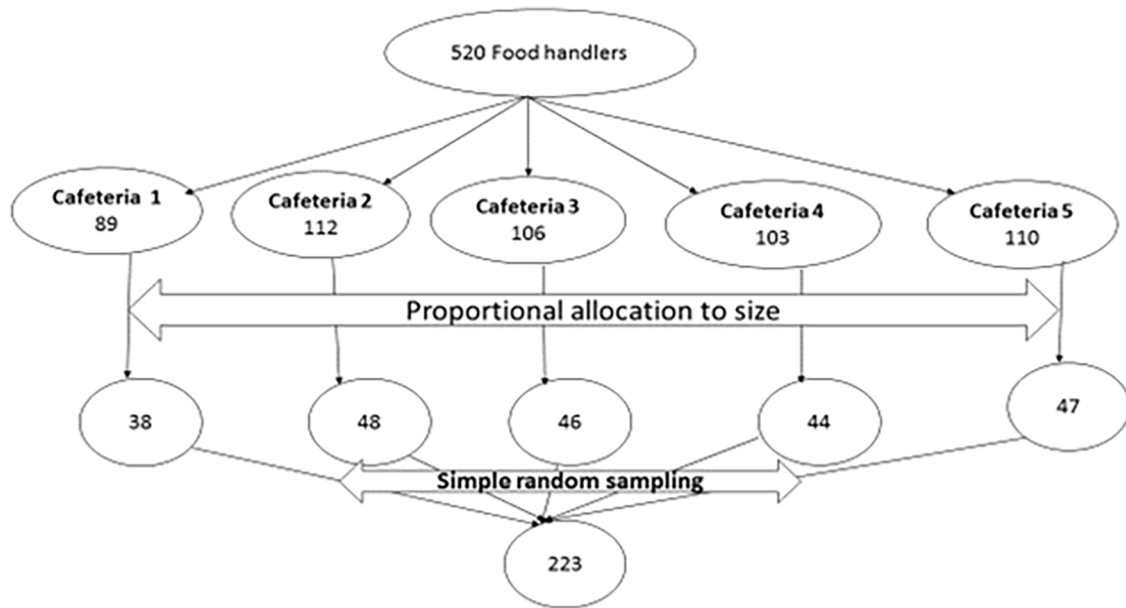 520 Food handlers
Cafeteria 1
89
Cafeteria 2
112
Cafeteria 3
106
Cafeteria 4
103
Cafeteria 5
110
Proportional allocation to size
38
48
46
44
47
Simple random sampling
223